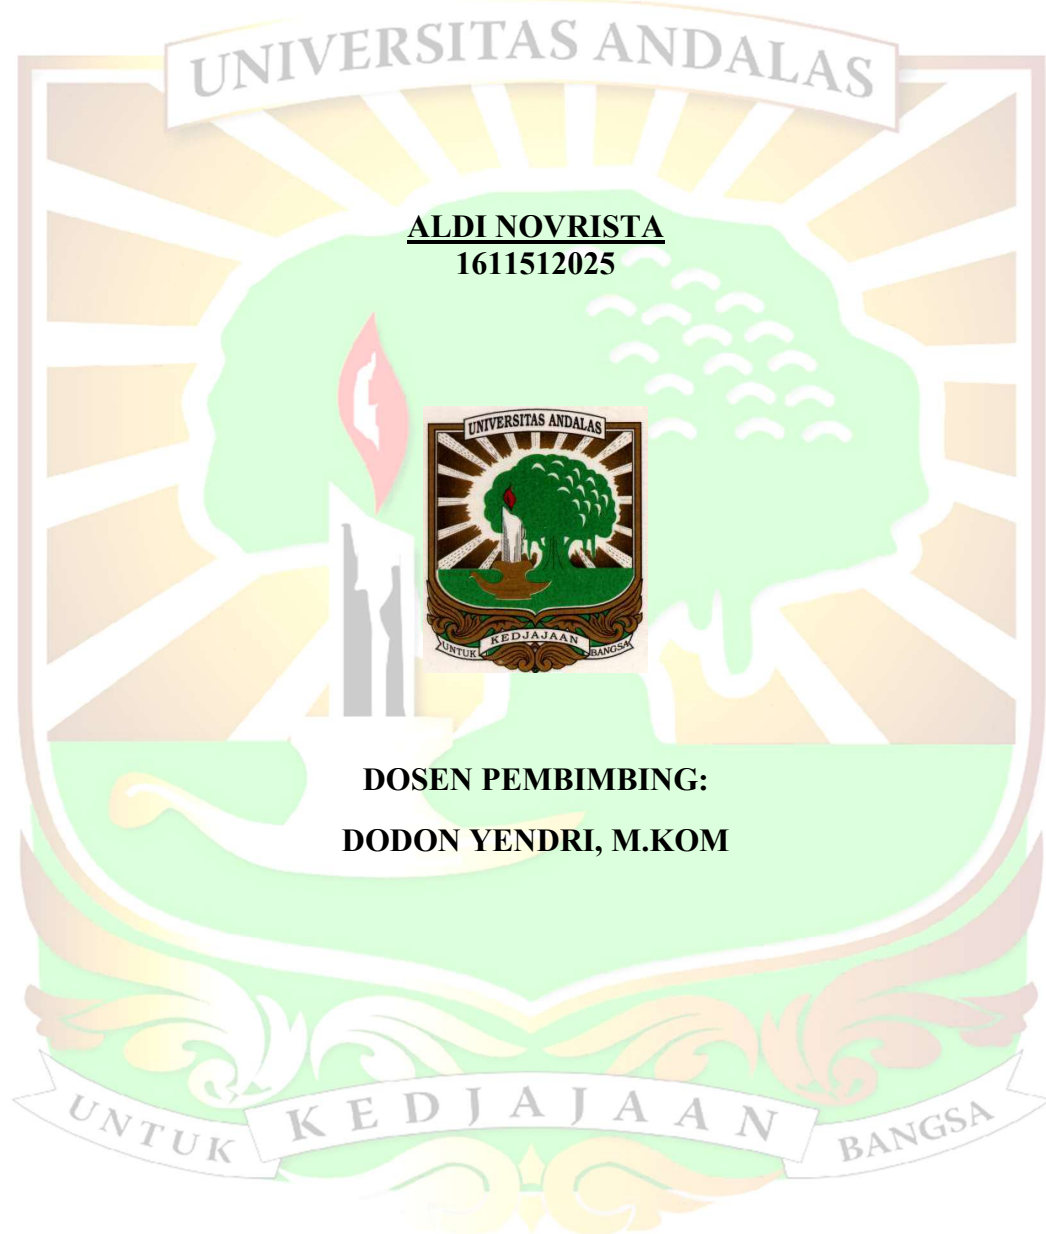 UNIVERSITAS ANDALAS
ALDI NOVRISTA
1611512025
UNIVERSITAS ANDALAS
UNTUK KEDJAJAAN BANGSA
DOSEN PEMBIMBING:
DODON YENDRI, M.KOM
UNTUK KEDJAJAAN BANGSA